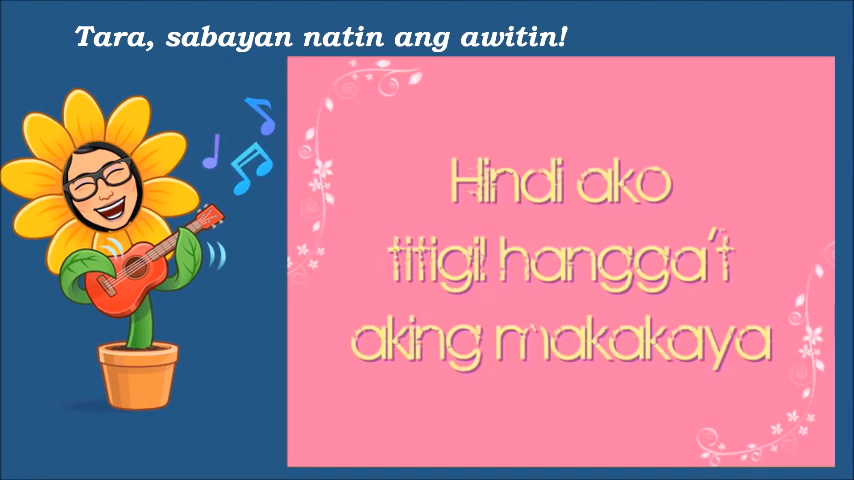 Tara, sabayan natin ang awitin!
Hindi ako
titigil hangga't
aking makakaya